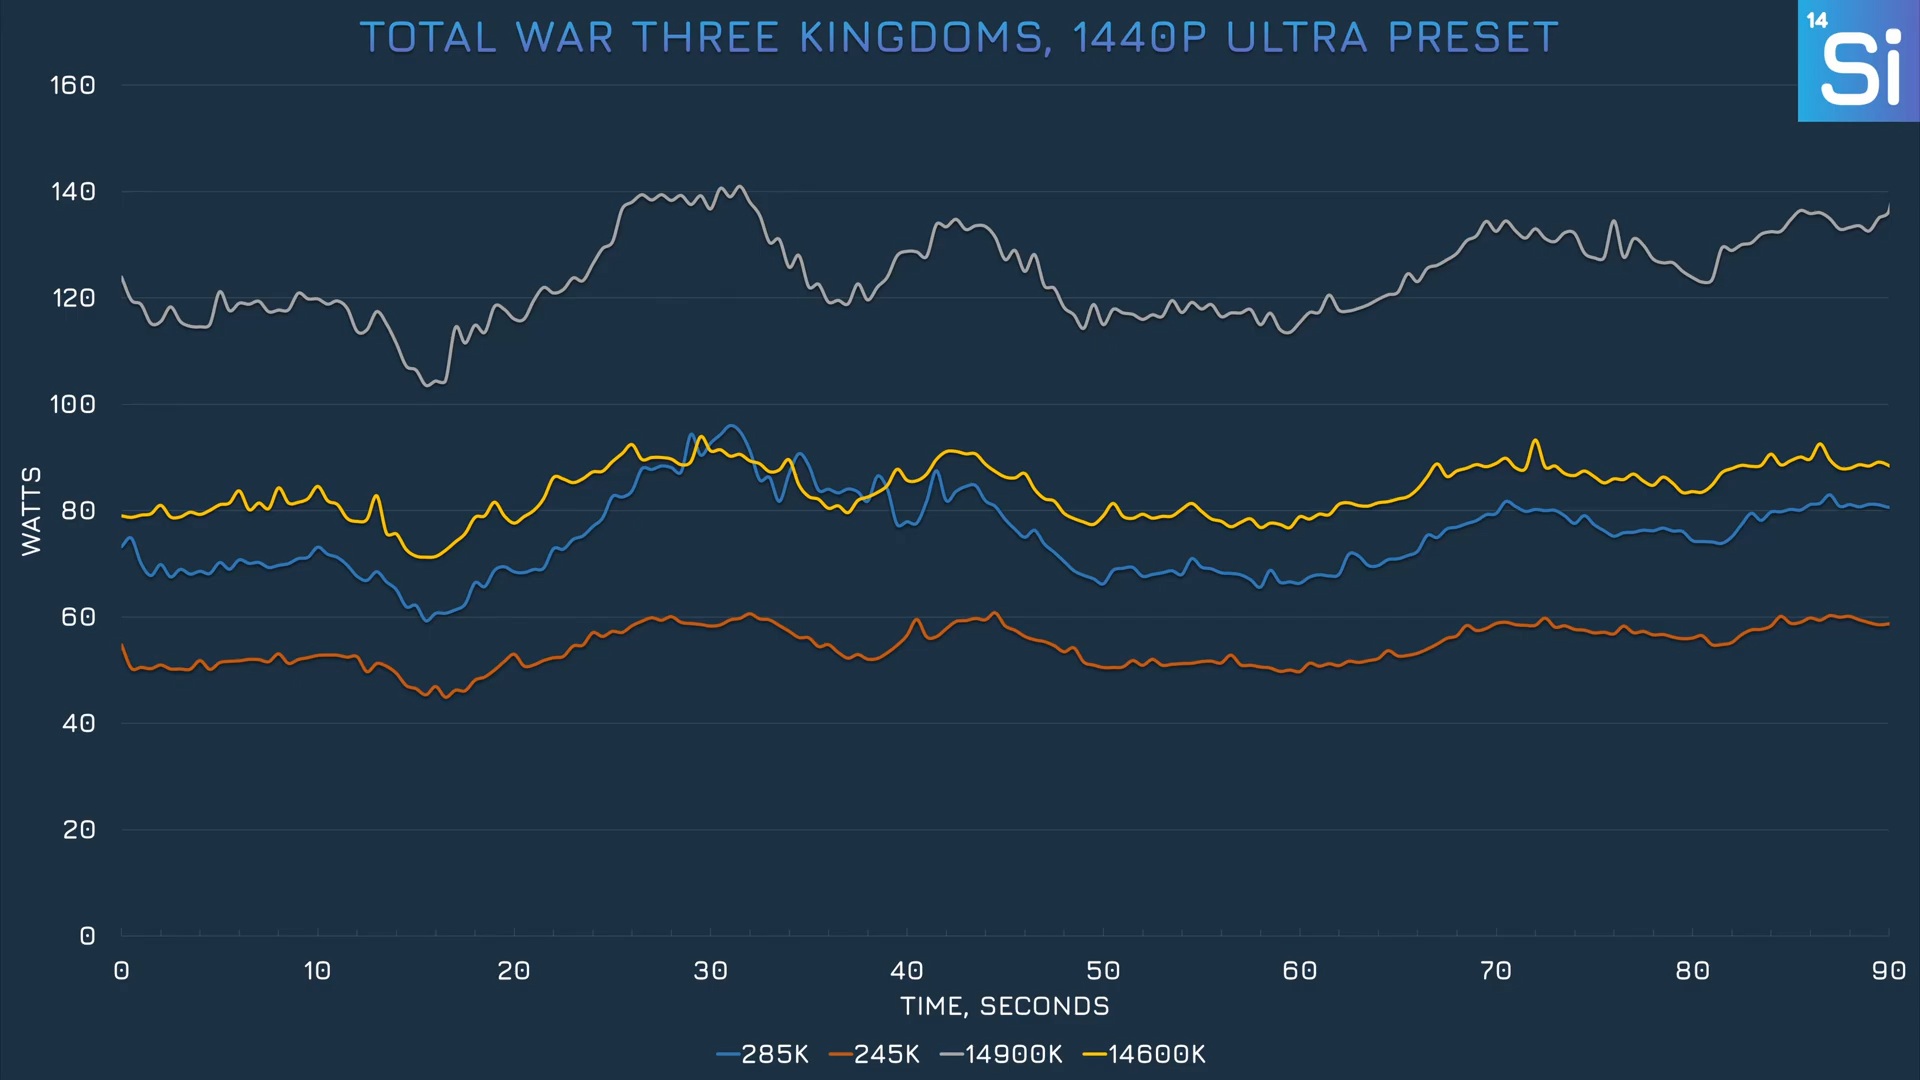 TOTAL WAR THREE KINGDOMS, 1440P ULTRA PRESET
14
Si
160
140
120
100
80
60
40
20
0
WATTS
0 10 20 30 40 50 60 70 80 90
TIME, SECONDS
285K 245K 14900K 14600K